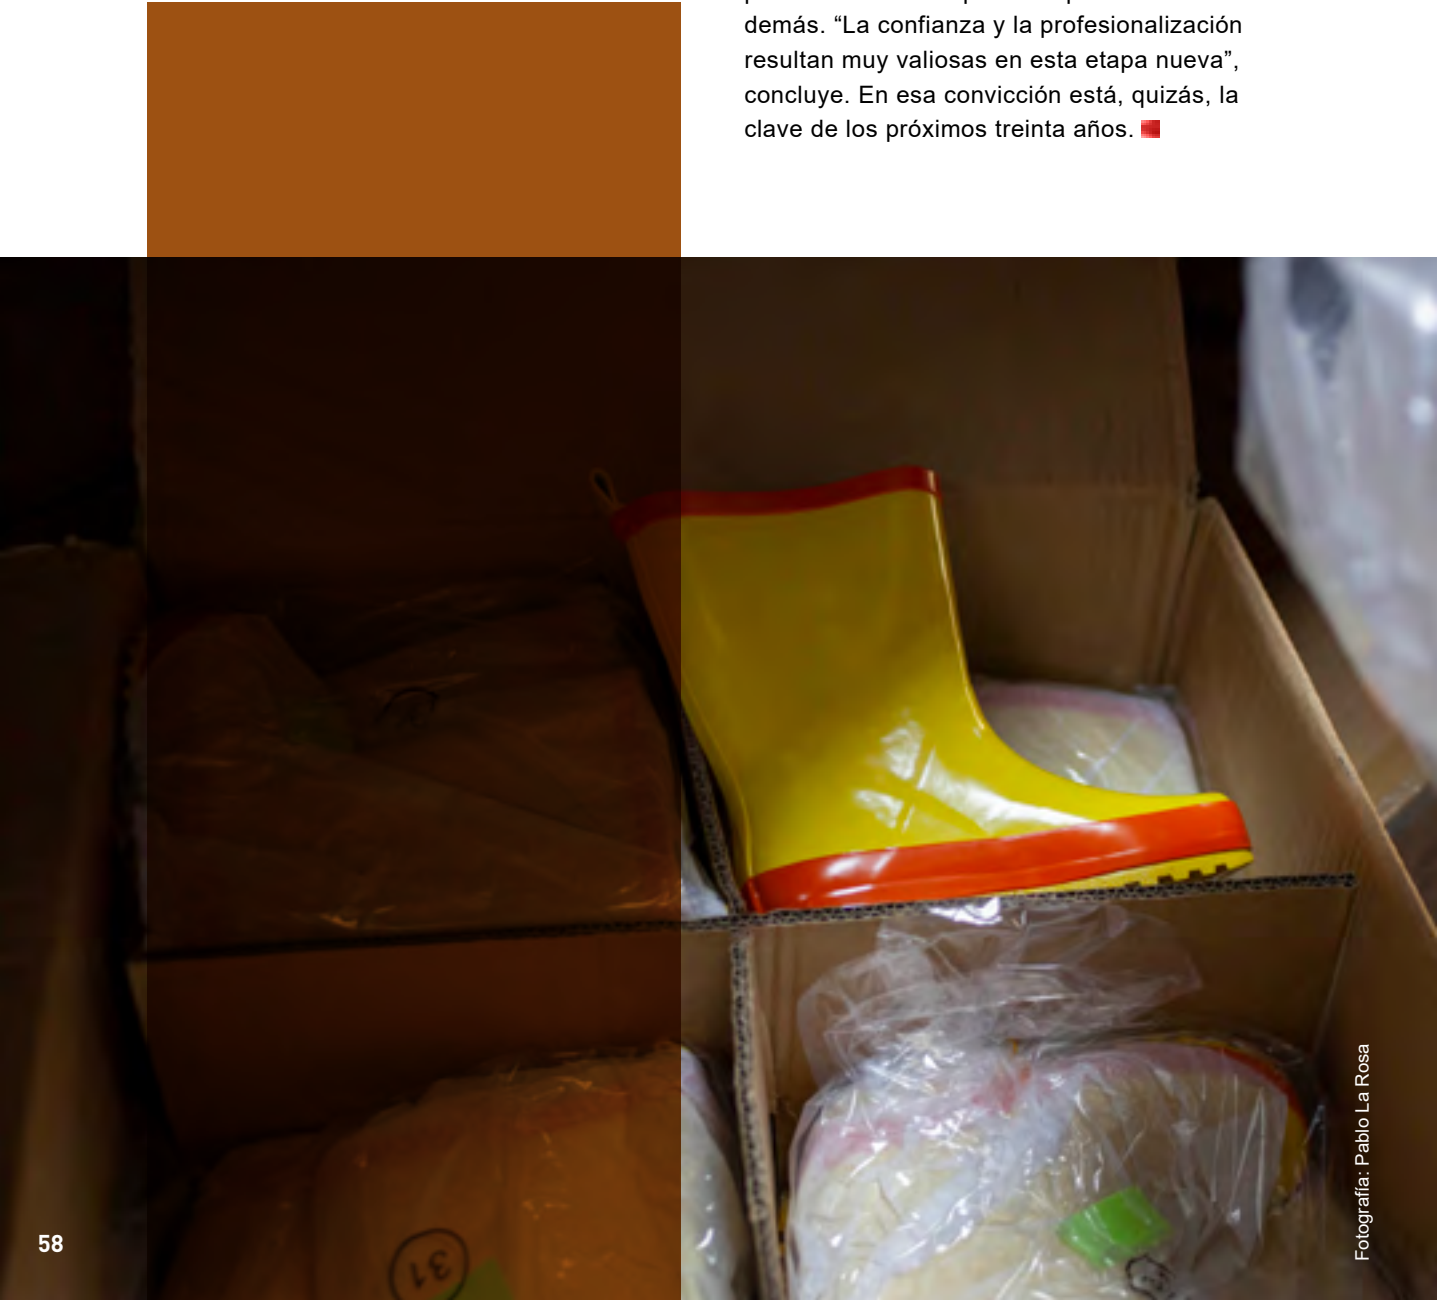 demás. “La confianza y la profesionalización
resultan muy valiosas en esta etapa nueva”,
concluye. En esa convicción está, quizás, la
clave de los próximos treinta años.
31
Fotografía: Pablo La Rosa
58